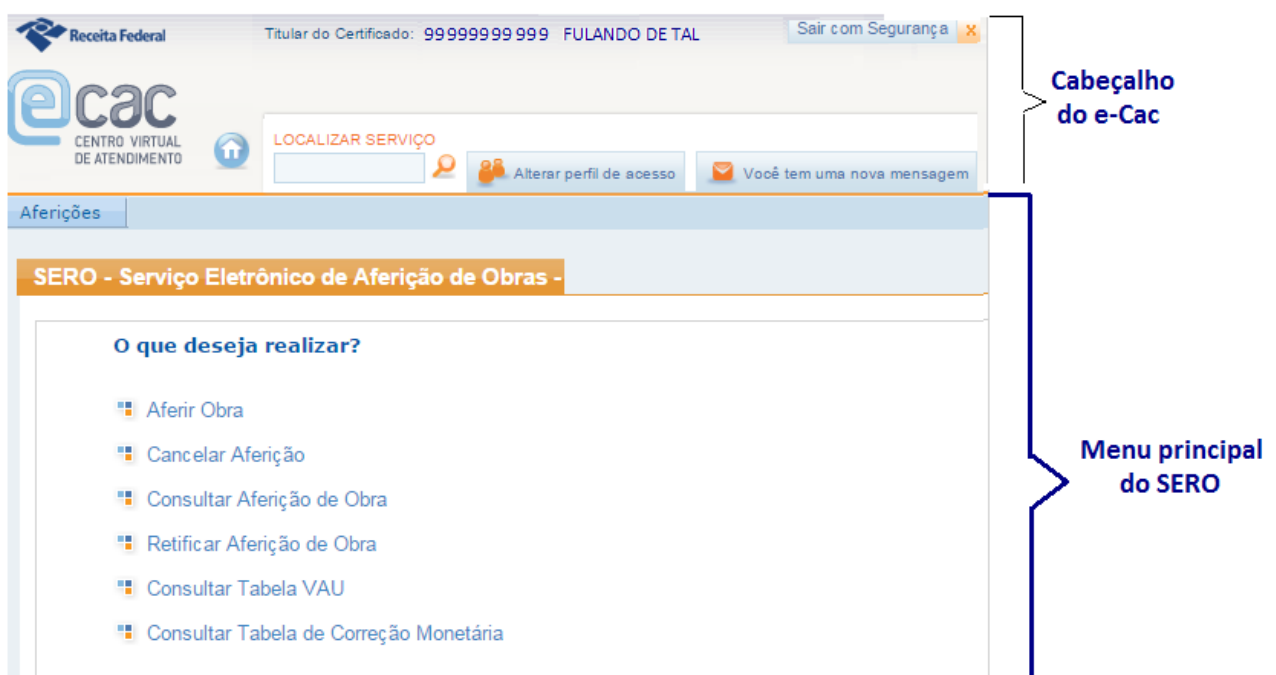 Receita Federal
Titular do Certificado: 99999999999 FULANDO DE TAL
Sair com Segurança x
ecac
CENTRO VIRTUAL
DE ATENDIMENTO
LOCALIZAR SERVIÇO
Alterar perfil de acesso
Você tem uma nova mensagem
Cabeçalho
do e-Cac
Aferições
SERO - Serviço Eletrônico de Aferição de Obras -
O que deseja realizar?
Aferir Obra
Cancelar Aferição
Consultar Aferição de Obra
Retificar Aferição de Obra
Consultar Tabela VAU
Consultar Tabela de Correção Monetária
Menu principal
do SERO